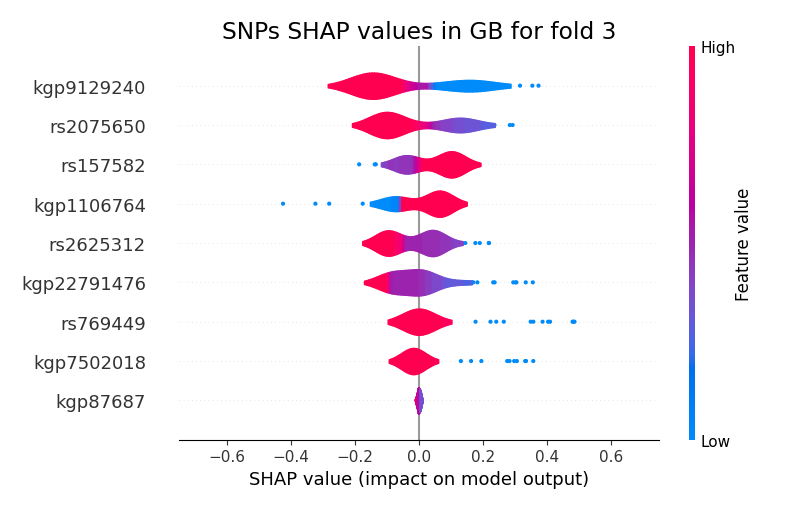 SNPs SHAP values in GB for fold 3
High
kgp9129240
rs2075650
rs157582
kgp1106764
rs2625312
kgp22791476
rs769449
kgp7502018
kgp87687
Feature value
Low
−0.6 −0.4 −0.2 0.0 0.2 0.4 0.6
SHAP value (impact on model output)